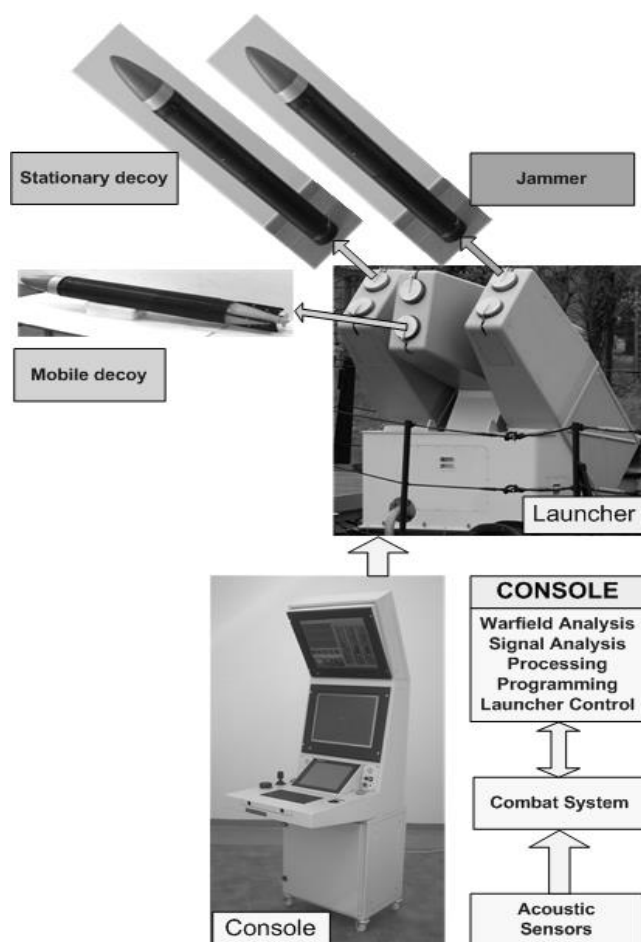 Stationary decoy
Jammer
Mobile decoy
Launcher
CONSOLE
Warfield Analysis
Signal Analysis
Processing
Programming
Launcher Control
Combat System
Console
Acoustic
Sensors